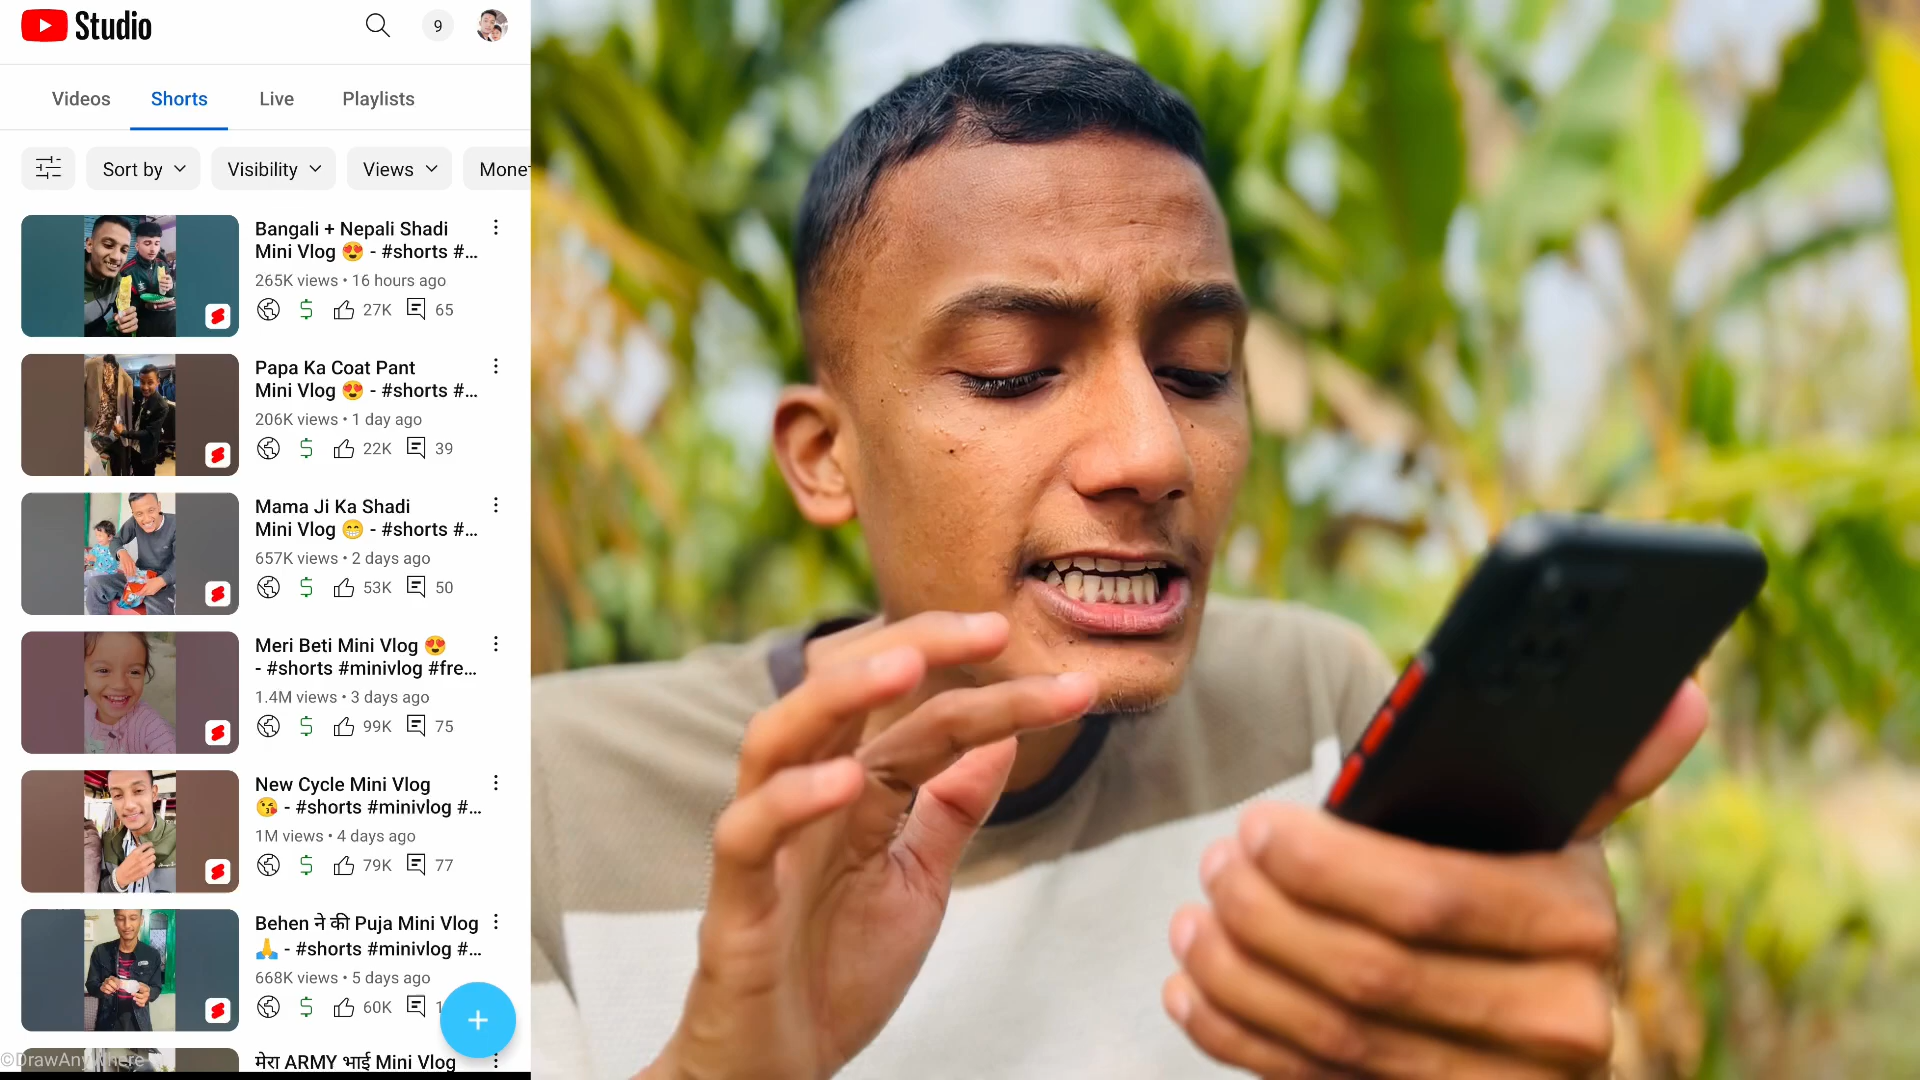 Studio
9
Videos Shorts Live Playlists
Sort by Visibility Views Mone
Bangali + Nepali Shadi
Mini Vlog 😍 - #shorts #...
265K views • 16 hours ago
27K 65
Papa Ka Coat Pant
Mini Vlog 😍 - #shorts #...
206K views • 1 day ago
22K 39
Mama Ji Ka Shadi
Mini Vlog 😁 - #shorts #...
657K views • 2 days ago
53K 50
Meri Beti Mini Vlog 😍
- #shorts #minivlog #fre...
1.4M views • 3 days ago
99K 75
New Cycle Mini Vlog
😘 - #shorts #minivlog #...
1M views • 4 days ago
79K 77
Behen ने की Puja Mini Vlog
🙏 - #shorts #minivlog #...
668K views • 5 days ago
60K 1
मेरा ARMY भाई Mini Vlog
©DrawAnywhere